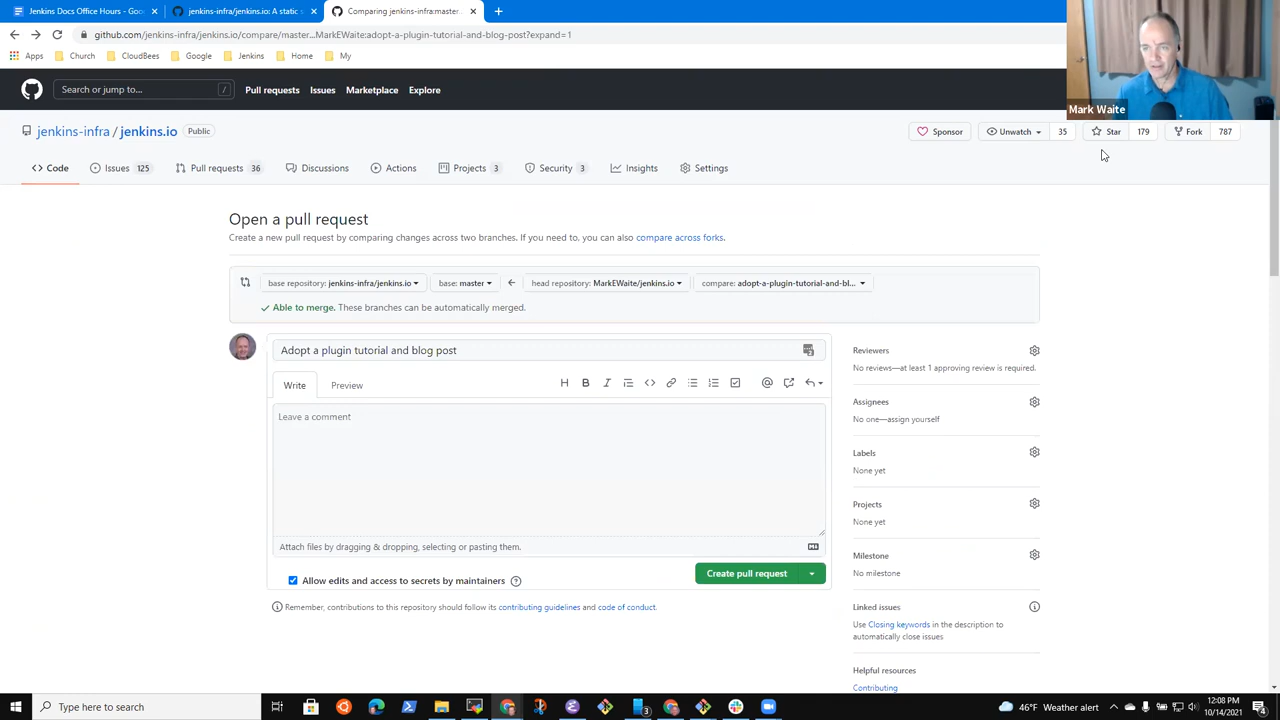 Jenkins Docs Office Hours - Goo
jenkins-infra/jenkins.io: A static s
Comparing jenkins-infra:master
github.com/jenkins-infra/jenkins.io/compare/master...MarkEWaite:adopt-a-plugin-tutorial-and-blog-post?expand=1
Apps Church CloudBees Google Jenkins Home My
Mark Waite
Search or jump to... /
Pull requests Issues Marketplace Explore
jenkins-infra / jenkins.io Public
Sponsor Unwatch 35 Star 179 Fork 787
Code Issues 125 Pull requests 36 Discussions Actions Projects 3 Security 3 Insights Settings
Open a pull request
Create a new pull request by comparing changes across two branches. If you need to, you can also compare across forks.
base repository: jenkins-infra/jenkins.io base: master head repository: MarkEWaite/jenkins.io compare: adopt-a-plugin-tutorial-and-bl...
Able to merge. These branches can be automatically merged.
Adopt a plugin tutorial and blog post
Write Preview
Leave a comment
Attach files by dragging & dropping, selecting or pasting them.
Allow edits and access to secrets by maintainers
Create pull request
Remember, contributions to this repository should follow its contributing guidelines and code of conduct.
Reviewers
No reviews—at least 1 approving review is required.
Assignees
No one—assign yourself
Labels
None yet
Projects
None yet
Milestone
No milestone
Linked issues
Use Closing keywords in the description to
automatically close issues
Helpful resources
Contributing
Type here to search
3
46°F Weather alert
12:08 PM
10/14/2021
4